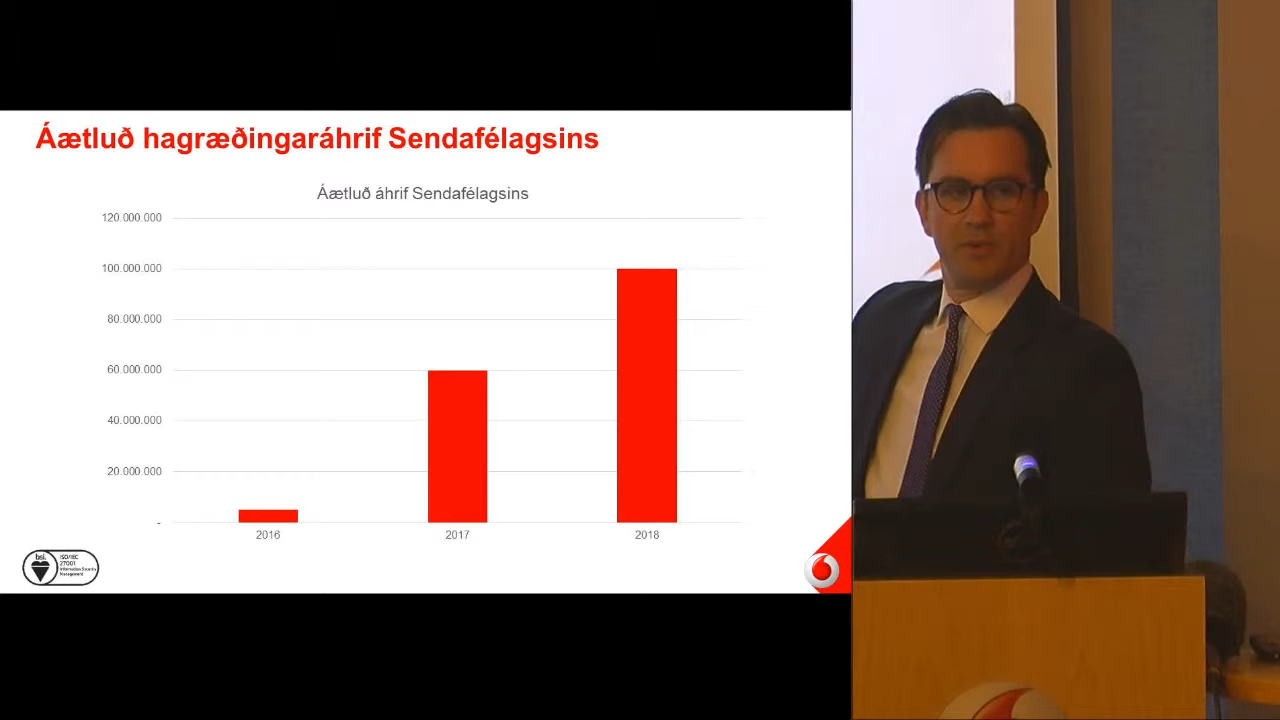 Áætluð hagræðingaráhrif Sendafélagsins
Áætluð áhrif Sendafélagsins
120.000.000
100.000.000
80.000.000
60.000.000
40.000.000
20.000.000
-
2016
2017
2018
bsi.
ISO/IEC
27001
Information Security
Management